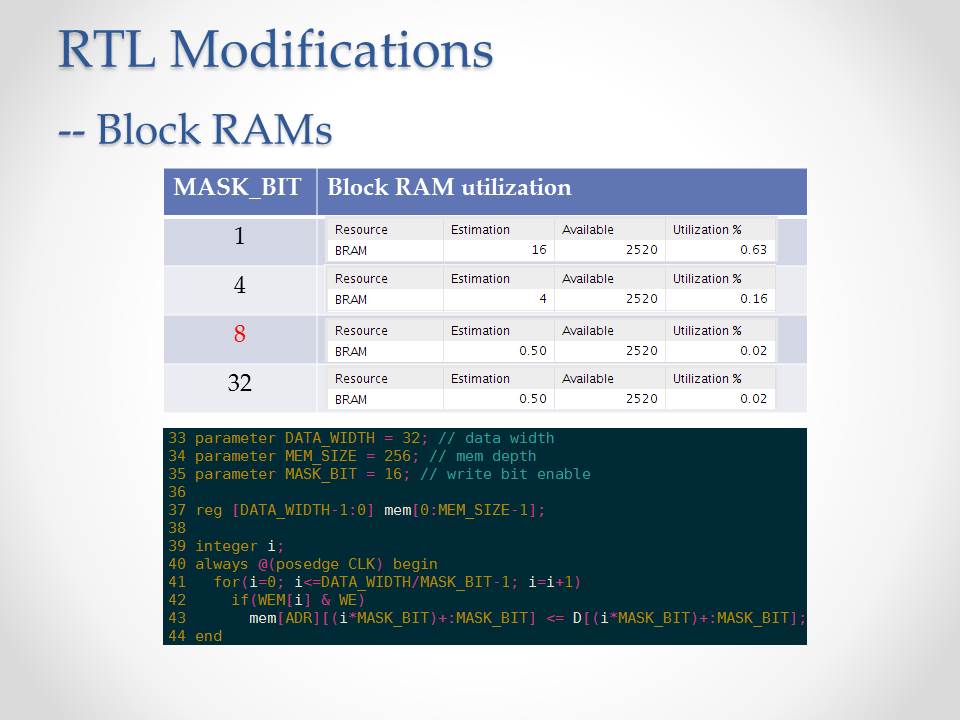 RTL Modifications
-- Block RAMs
MASK_BIT Block RAM utilization
1
Resource Estimation Available Utilization %
BRAM 16 2520 0.63
4
Resource Estimation Available Utilization %
BRAM 4 2520 0.16
8
Resource Estimation Available Utilization %
BRAM 0.50 2520 0.02
32
Resource Estimation Available Utilization %
BRAM 0.50 2520 0.02
33 parameter DATA_WIDTH = 32; // data width
34 parameter MEM_SIZE = 256; // mem depth
35 parameter MASK_BIT = 16; // write bit enable
36
37 reg [DATA_WIDTH-1:0] mem[0:MEM_SIZE-1];
38
39 integer i;
40 always @(posedge CLK) begin
41   for(i=0; i<=DATA_WIDTH/MASK_BIT-1; i=i+1)
42     if(WEM[i] & WE)
43       mem[ADR][(i*MASK_BIT)+:MASK_BIT] <= D[(i*MASK_BIT)+:MASK_BIT];
44 end